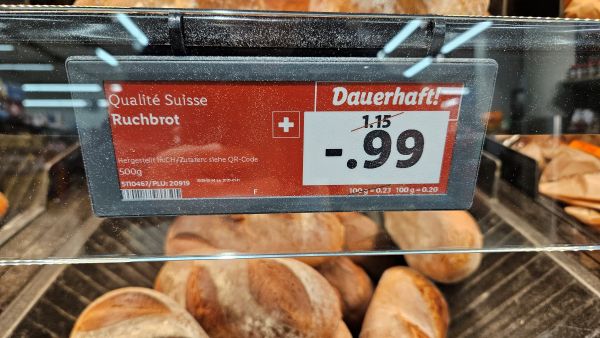 Qualité Suisse
Ruchbrot
Dauerhaft!
1.15
-.99
Hergestellt in CH/Zutaten: siehe QR-Code
500g
5110467/PLU: 20919
F
100 g = 0.23 100 g = 0.20